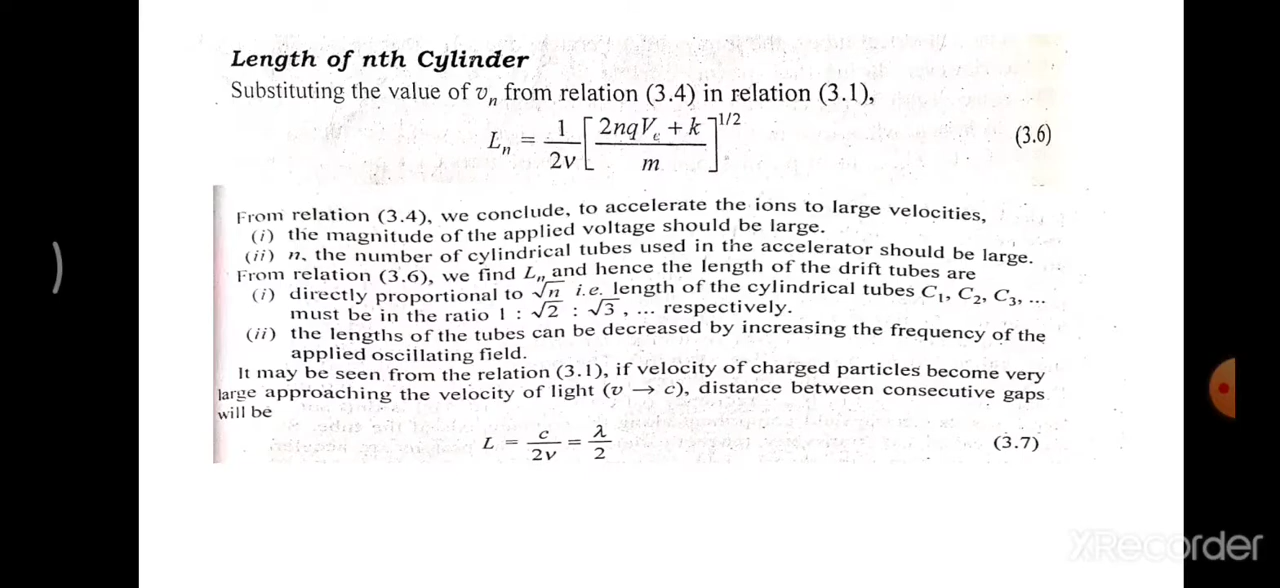 Length of nth Cylinder
Substituting the value of υₙ from relation (3.4) in relation (3.1),
Lₙ = 1/2ν [2nqVₑ + k / m]^1/2 (3.6)
From relation (3.4), we conclude, to accelerate the ions to large velocities,
(i) the magnitude of the applied voltage should be large.
(ii) n, the number of cylindrical tubes used in the accelerator should be large.
From relation (3.6), we find Lₙ and hence the length of the drift tubes are
(i) directly proportional to √n i.e. length of the cylindrical tubes C₁, C₂, C₃, ...
must be in the ratio 1 : √2 : √3 , ... respectively.
(ii) the lengths of the tubes can be decreased by increasing the frequency of the
applied oscillating field.
It may be seen from the relation (3.1), if velocity of charged particles become very
large approaching the velocity of light (υ → c), distance between consecutive gaps
will be
L = c/2ν = λ/2 (3.7)
)
XRecorder